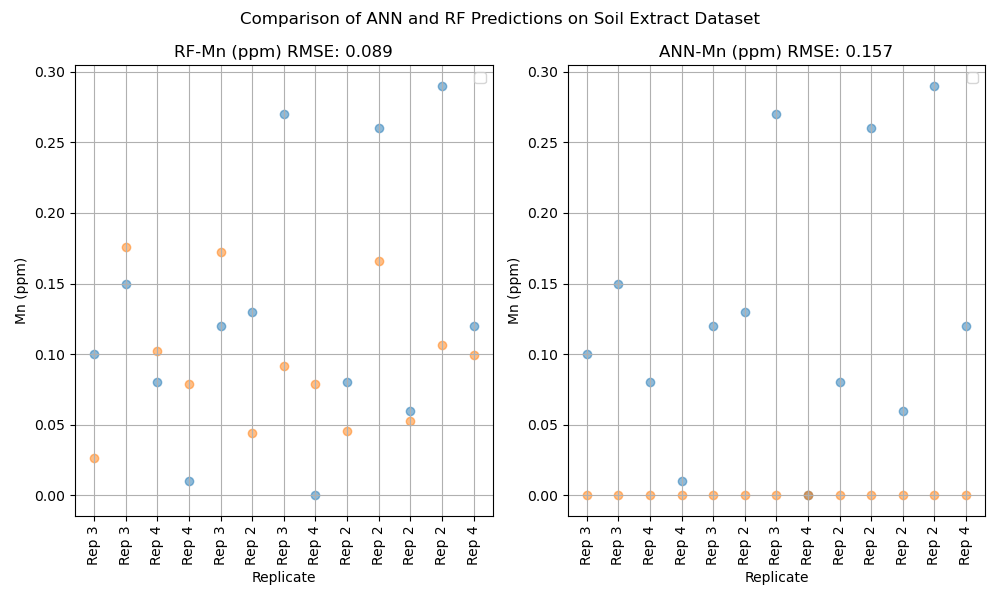 Comparison of ANN and RF Predictions on Soil Extract Dataset
RF-Mn (ppm) RMSE: 0.089
0.30
0.25
0.20
0.15
0.10
0.05
0.00
Mn (ppm)
Rep 3
Rep 3
Rep 4
Rep 4
Rep 3
Rep 2
Rep 3
Rep 4
Rep 2
Rep 2
Rep 2
Rep 2
Rep 4
Replicate
ANN-Mn (ppm) RMSE: 0.157
0.30
0.25
0.20
0.15
0.10
0.05
0.00
Mn (ppm)
Rep 3
Rep 3
Rep 4
Rep 4
Rep 3
Rep 2
Rep 3
Rep 4
Rep 2
Rep 2
Rep 2
Rep 2
Rep 4
Replicate